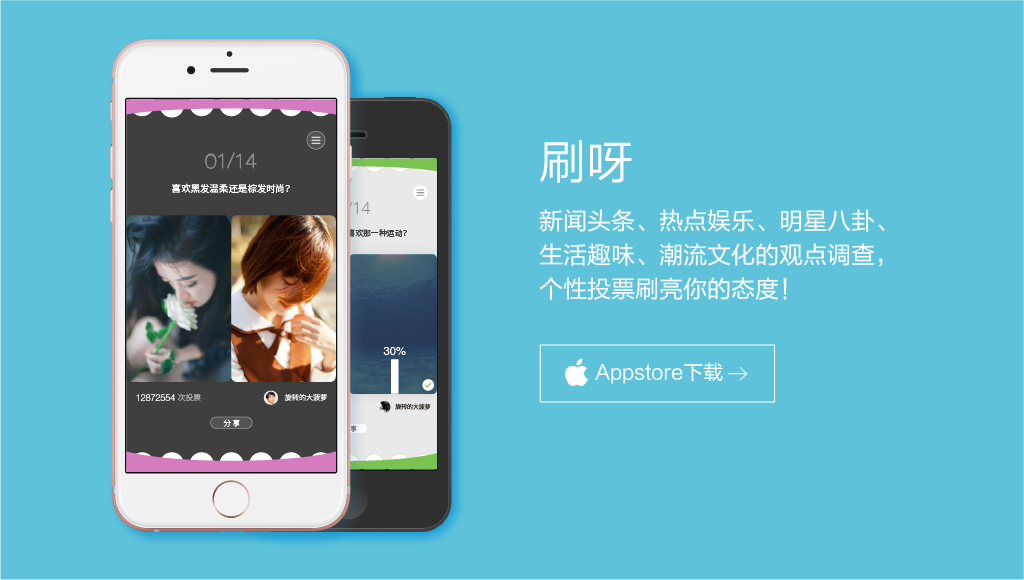 01/14
喜欢黑发温柔还是棕发时尚?
12872554 次投票
旋转的大菠萝
分享
/14
喜欢那一种运动?
30%
旋转的大菠萝
享
刷呀
新闻头条、热点娱乐、明星八卦、
生活趣味、潮流文化的观点调查，
个性投票刷亮你的态度！
Appstore下载